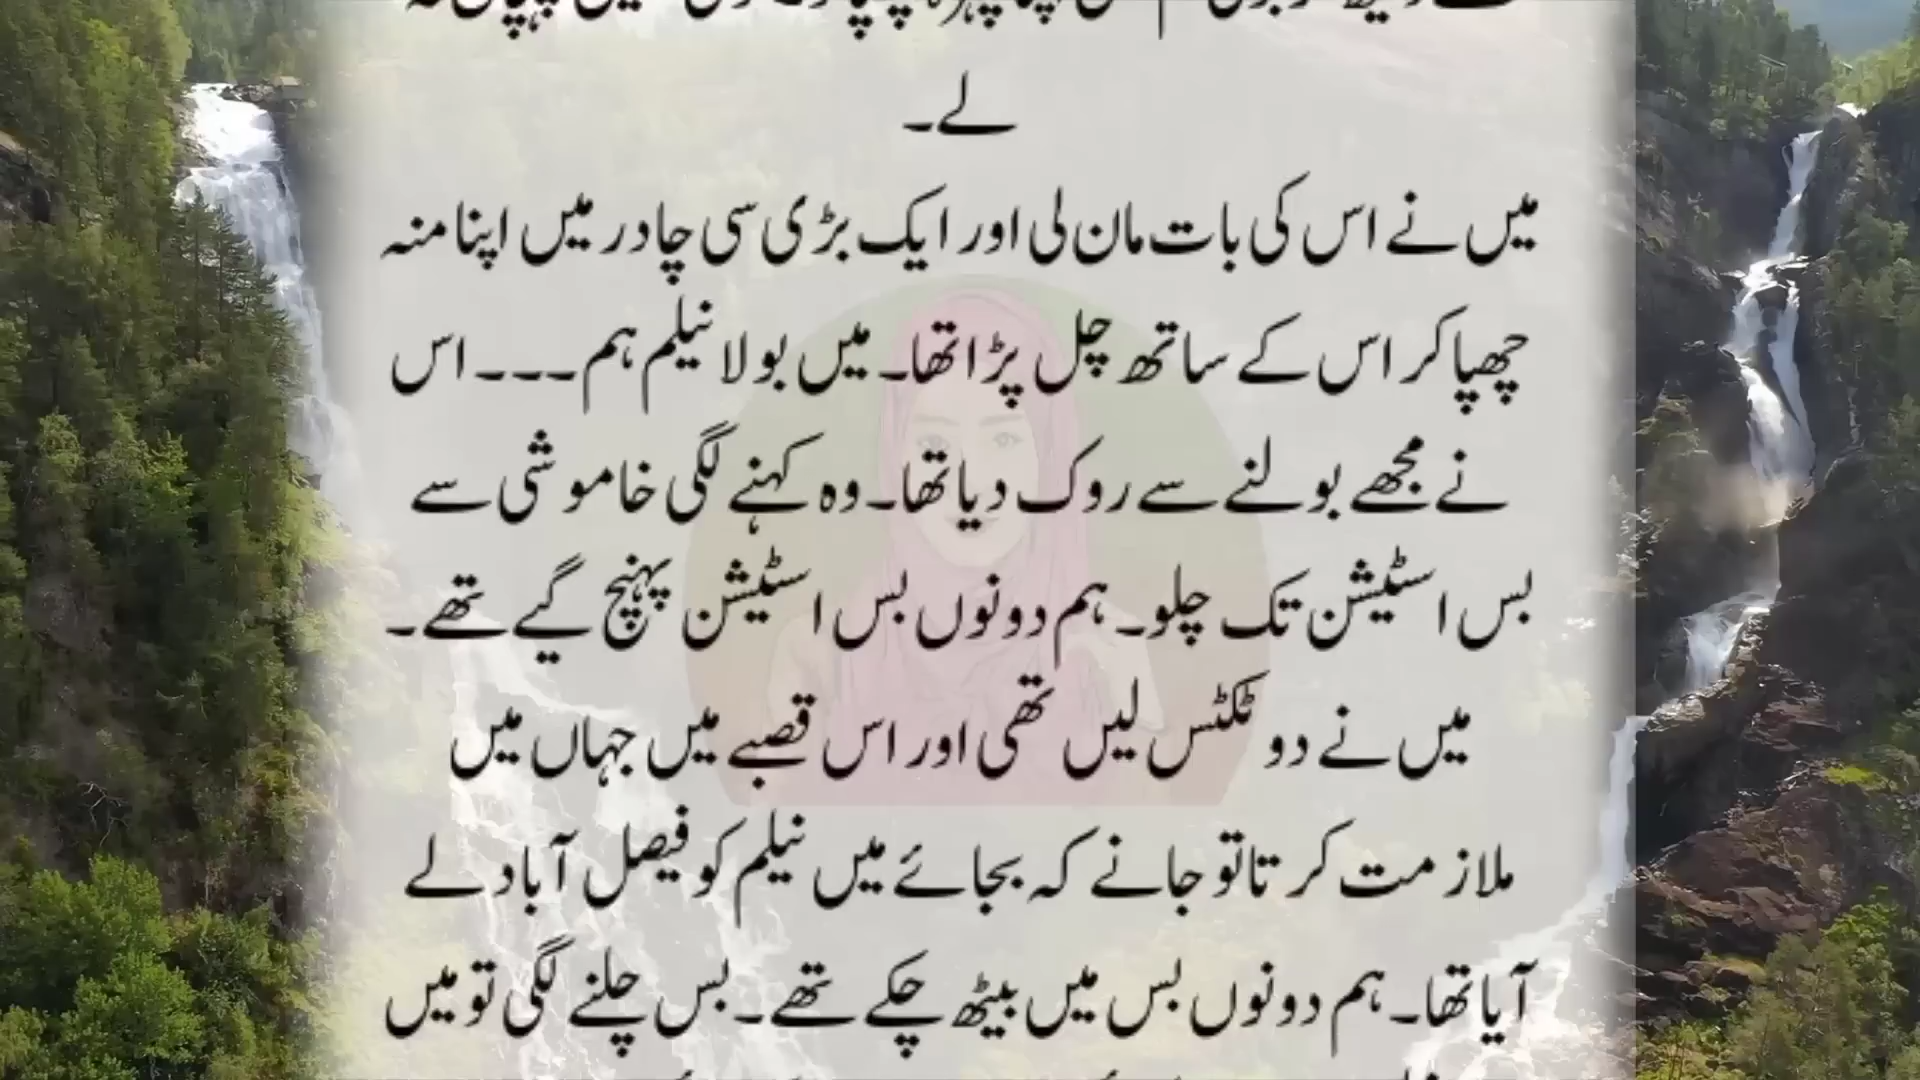 لے۔
میں نے اس کی بات مان لی اور ایک بڑی سی چادر میں اپنا منہ
چھپا کر اس کے ساتھ چل پڑا تھا۔ میں بولا نیلم ہم ۔۔۔ اس
نے مجھے بولنے سے روک دیا تھا۔ وہ کہنے لگی خاموشی سے
بس اسٹیشن تک چلو۔ ہم دونوں بس اسٹیشن پہنچ گیے تھے۔
میں نے دو ٹکٹس لیں تھی اور اس قصبے میں جہاں میں
ملازمت کرتا تو جانے کہ بجائے میں نیلم کو فیصل آباد لے
آیا تھا۔ ہم دونوں بس میں بیٹھ چکے تھے۔ بس چلنے لگی تو میں